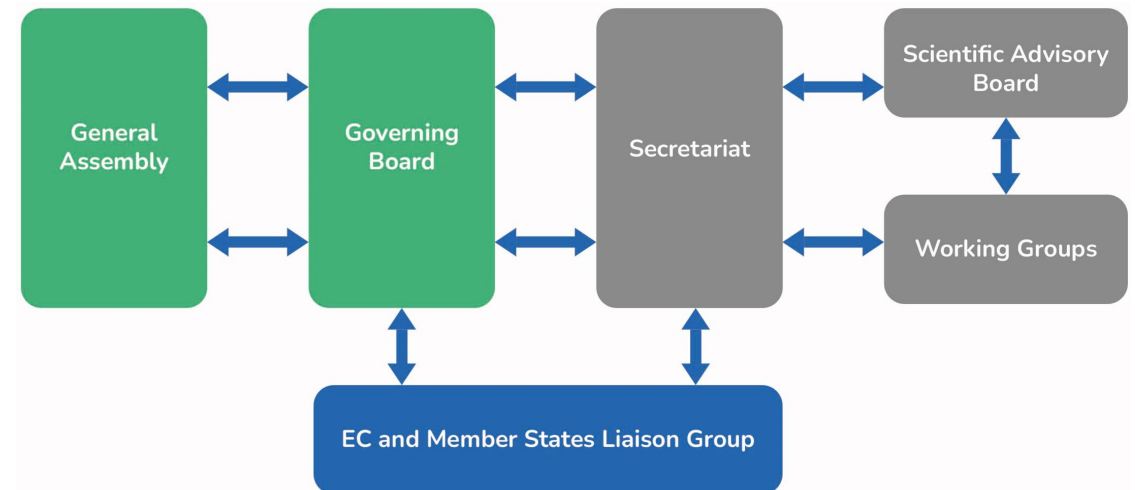 General
Assembly
Governing
Board
Secretariat
Scientific Advisory
Board
Working Groups
EC and Member States Liaison Group